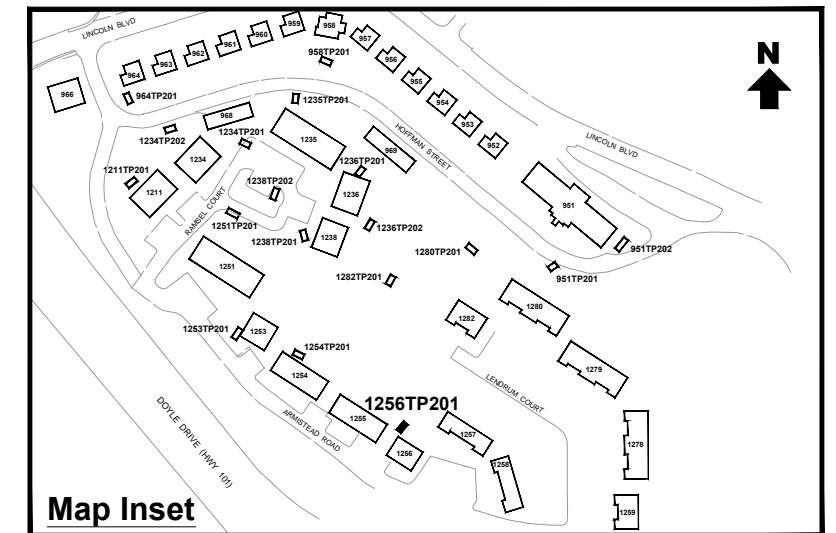 LINCOLN BLVD
959
958
960
961
962
963
964
957
956
955
954
953
952
958TP201
966
964TP201
1235TP201
968
1234TP201
1234TP202
1235
969
HOFFMAN STREET
LINCOLN BLVD
N
1234
1211TP201
1211
1236TP201
1238TP202
1236
RAMSEL COURT
951
1251TP201
1236TP202
1238TP201
1238
951TP202
1280TP201
951TP201
1251
1282TP201
1280
1282
1253TP201
1253
1254TP201
1279
1254
LENDRUM COURT
1256TP201
DOYLE DRIVE (HWY 101)
ARMISTEAD ROAD
1255
1257
1256
1278
1258
1259
Map Inset